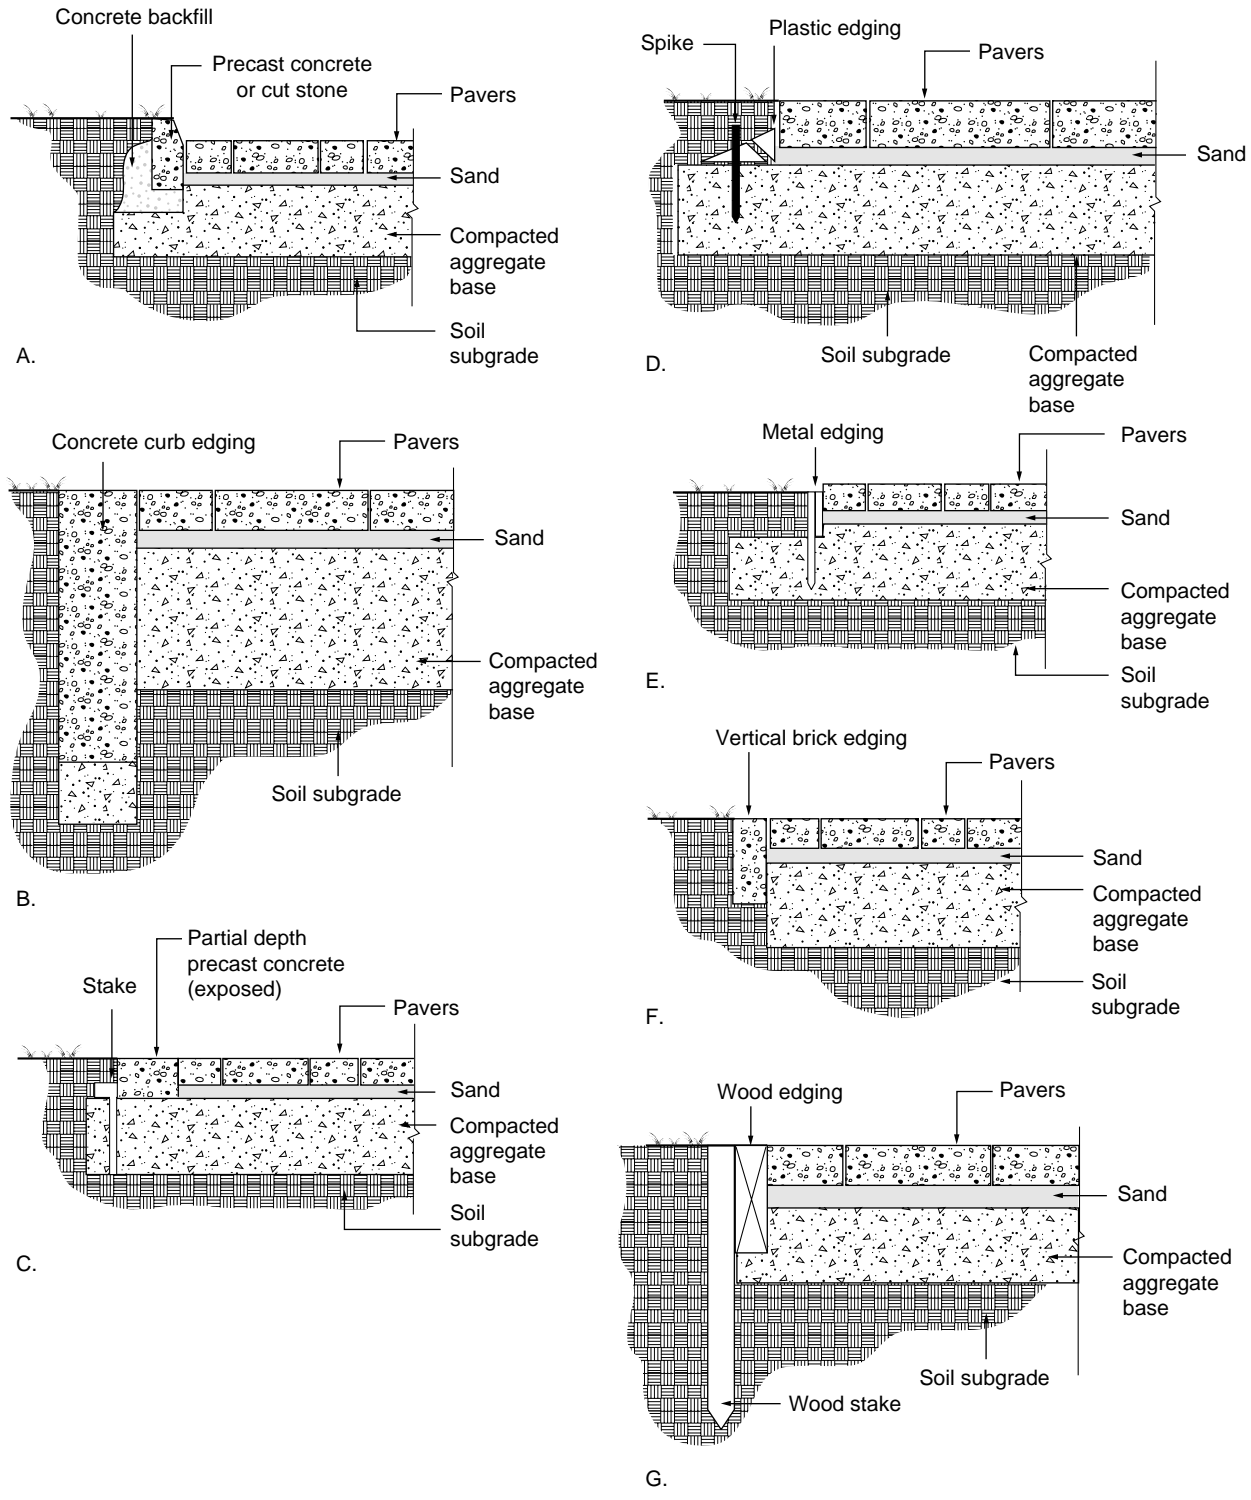 Concrete backfill
Precast concrete
or cut stone
Pavers
Sand
Compacted
aggregate
base
Soil
subgrade
A.
Concrete curb edging
Pavers
Sand
Compacted
aggregate
base
Soil subgrade
B.
Partial depth
precast concrete
(exposed)
Stake
Pavers
Sand
Compacted
aggregate
base
Soil
subgrade
C.
Plastic edging
Spike
Pavers
Sand
Soil subgrade
Compacted
aggregate
base
D.
Metal edging
Pavers
Sand
Compacted
aggregate
base
Soil
subgrade
E.
Vertical brick edging
Pavers
Sand
Compacted
aggregate
base
Soil
subgrade
F.
Wood edging
Pavers
Sand
Compacted
aggregate
base
Soil subgrade
Wood stake
G.